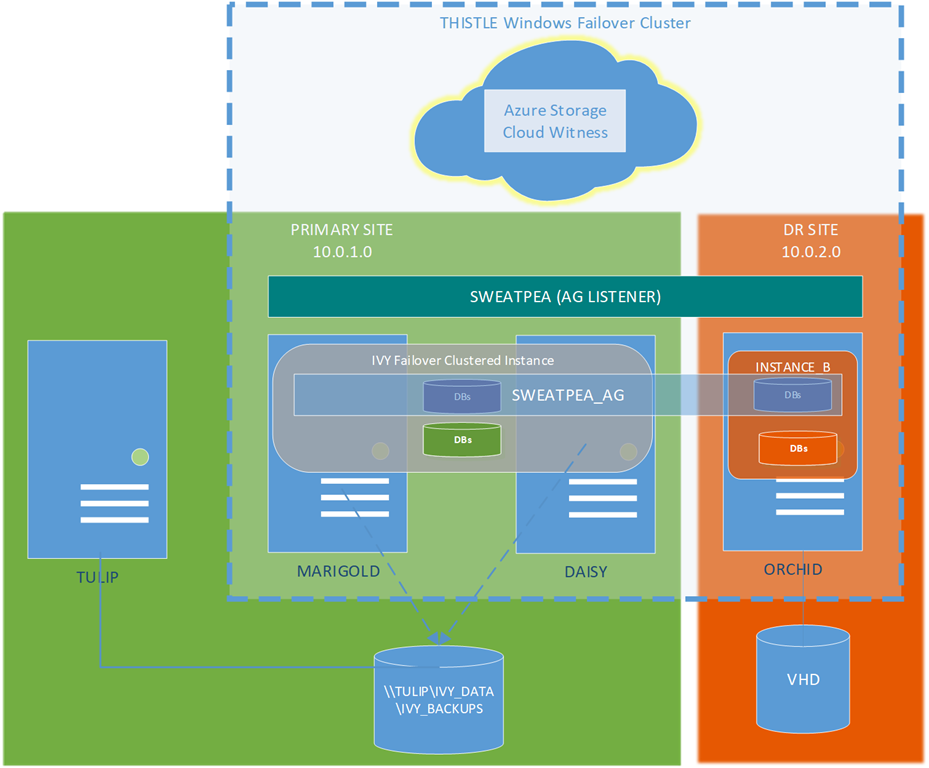 THISTLE Windows Failover Cluster
Azure Storage
Cloud Witness
PRIMARY SITE
10.0.1.0
DR SITE
10.0.2.0
SWEATPEA (AG LISTENER)
IVY Failover Clustered Instance
INSTANCE_B
DBs
SWEATPEA_AG
DBs
DBs
DBs
TULIP
MARIGOLD
DAISY
ORCHID
\\TULIP\IVY_DATA
\IVY_BACKUPS
VHD